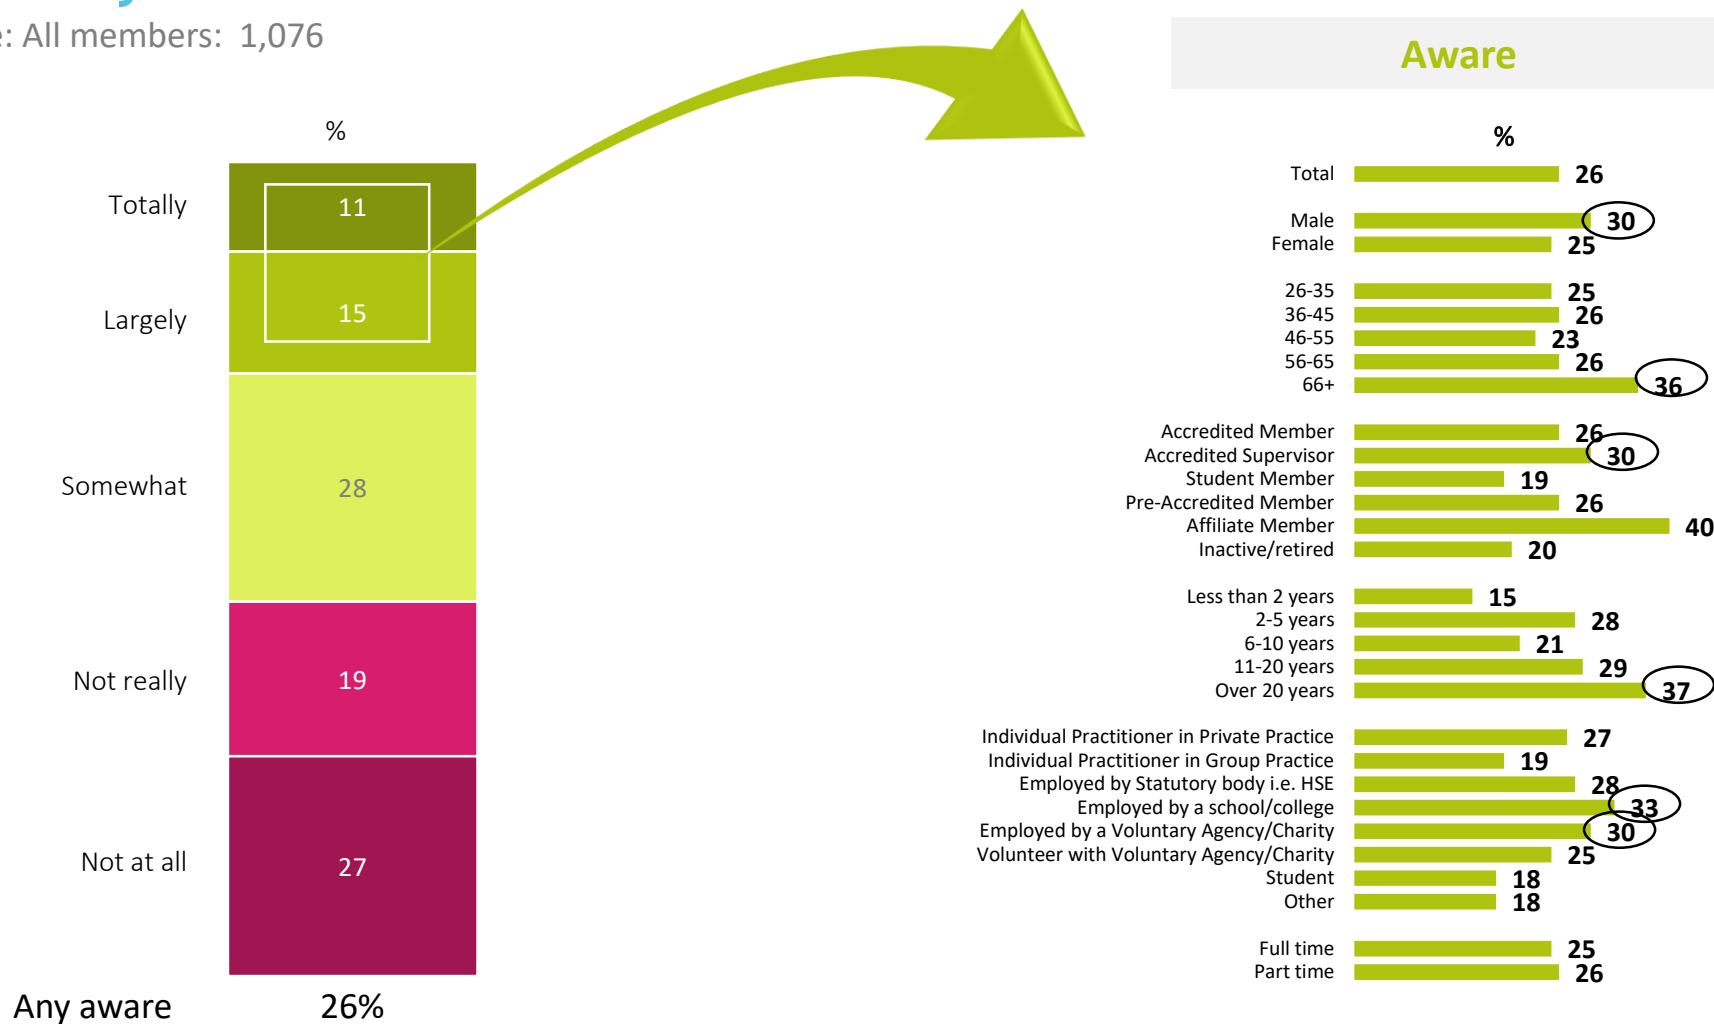 : All members: 1,076
%
Totally 11
Largely 15
Somewhat 28
Not really 19
Not at all 27
Any aware 26%
Aware
%
Total 26
Male 30
Female 25
26-35 25
36-45 26
46-55 23
56-65 26
66+ 36
Accredited Member 26
Accredited Supervisor 30
Student Member 19
Pre-Accredited Member 26
Affiliate Member 40
Inactive/retired 20
Less than 2 years 15
2-5 years 28
6-10 years 21
11-20 years 29
Over 20 years 37
Individual Practitioner in Private Practice 27
Individual Practitioner in Group Practice 19
Employed by Statutory body i.e. HSE 28
Employed by a school/college 33
Employed by a Voluntary Agency/Charity 30
Volunteer with Voluntary Agency/Charity 25
Student 18
Other 18
Full time 25
Part time 26